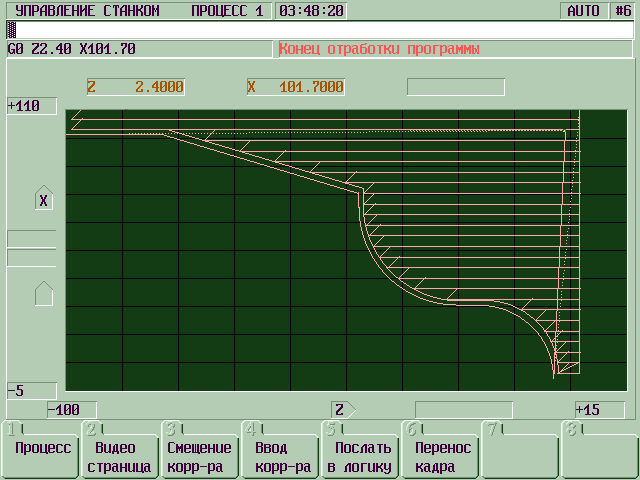 УПРАВЛЕНИЕ СТАНКОМ ПРОЦЕСС 1 03:48:20 AUTO #6
G0 Z2.40 X101.70 Конец отработки программы
Z 2.4000 X 101.7000
+110
X
-5
-100 Z +15
1 2 3 4 5 6 7 8
Процесс Видео страница Смещение корр-ра Ввод корр-ра Послать в логику Перенос кадра